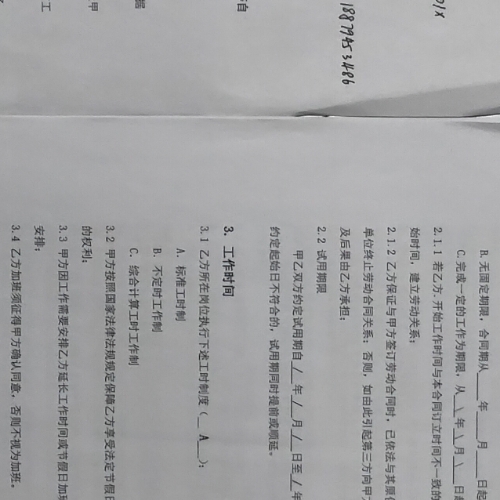 B. 无固定期限，合同期从 年 月 日起
C. 完成一定的工作为期限，从 \ 年 \ 月 \ 日
2.1.1 若乙方开始工作时间与本合同订立时间不一致的
始时间，建立劳动关系；
2.1.2 乙方保证与甲方签订劳动合同时，已依法与其原
单位终止劳动合同关系；否则，如由此引起第三方向甲方
及后果由乙方承担；
2.2 试用期限
甲乙双方约定试用期自 / 年 / 月 / 日至 / 年
约定起始日不符合的，试用期同时提前或顺延。
3. 工作时间
3.1 乙方所在岗位执行下述工时制度（ A ）：
A. 标准工时制
B. 不定时工作制
C. 综合计算工时工作制
3.2 甲方按照国家法律法规规定保障乙方享受法定节假日
的权利；
3.3 甲方因工作需要安排乙方延长工作时间或节假日加班
安排；
3.4 乙方加班须征得甲方确认同意，否则不视为加班。
18879453486